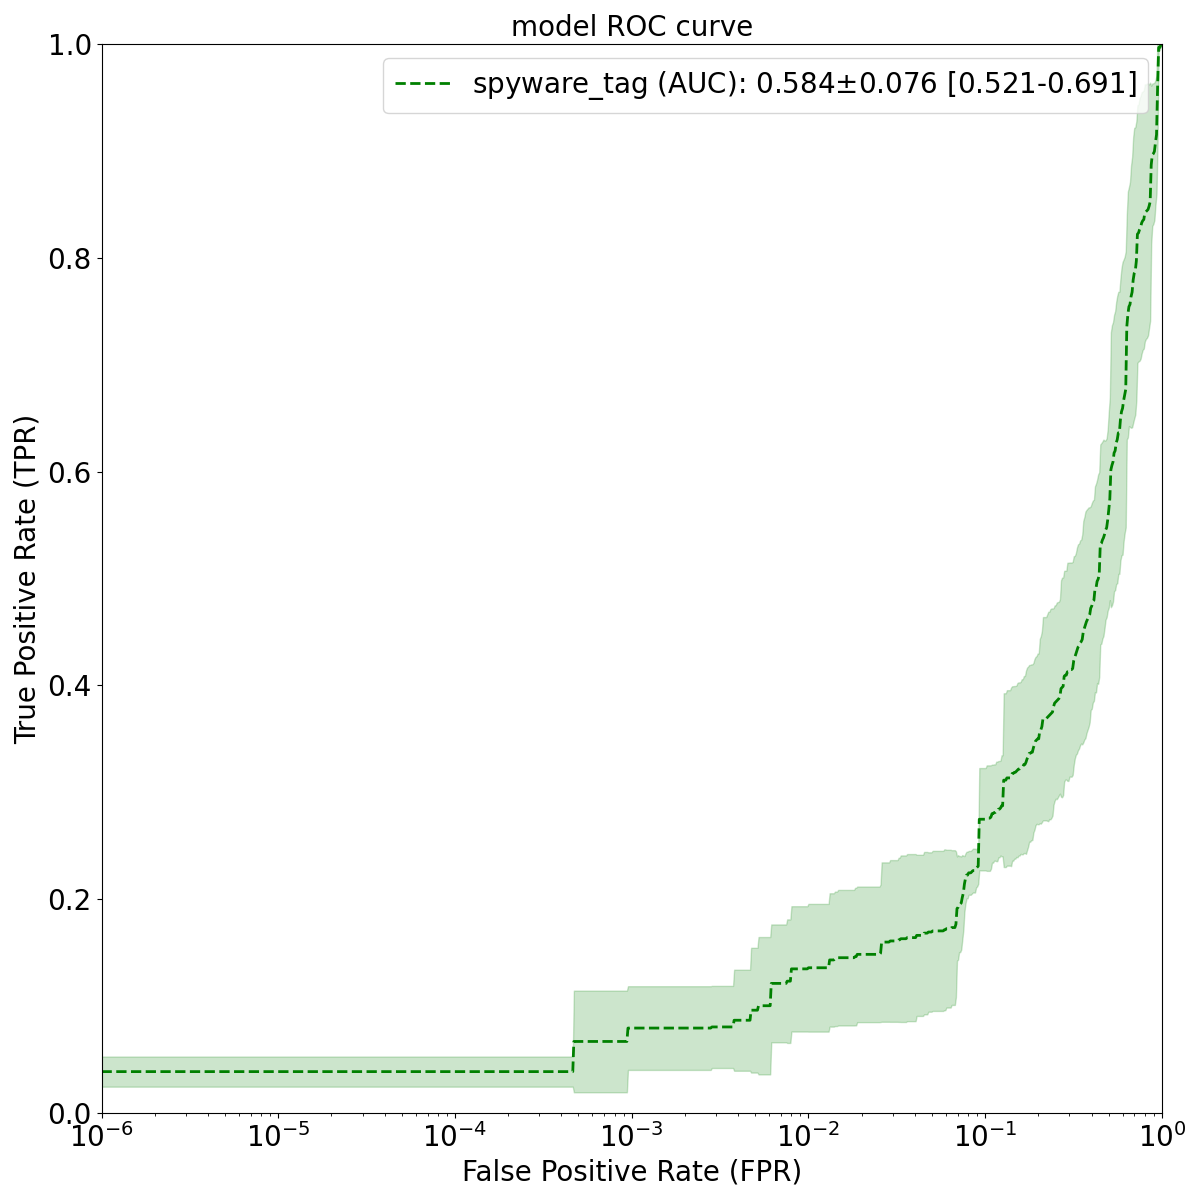 model ROC curve
spyware_tag (AUC): 0.584±0.076 [0.521-0.691]
1.0
0.8
0.6
0.4
0.2
0.0
True Positive Rate (TPR)
10⁻⁶ 10⁻⁵ 10⁻⁴ 10⁻³ 10⁻² 10⁻¹ 10⁰
False Positive Rate (FPR)